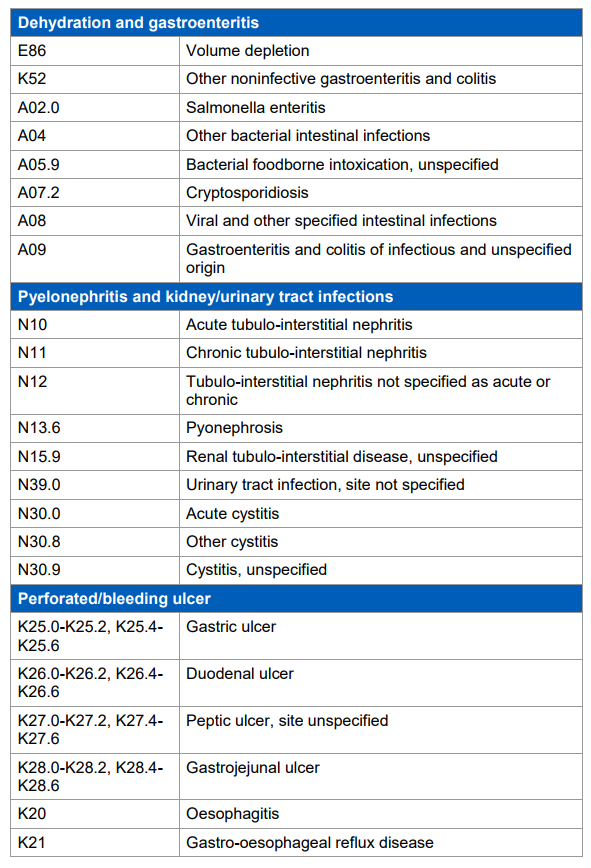 Dehydration and gastroenteritis
E86 Volume depletion
K52 Other noninfective gastroenteritis and colitis
A02.0 Salmonella enteritis
A04 Other bacterial intestinal infections
A05.9 Bacterial foodborne intoxication, unspecified
A07.2 Cryptosporidiosis
A08 Viral and other specified intestinal infections
A09 Gastroenteritis and colitis of infectious and unspecified
origin
Pyelonephritis and kidney/urinary tract infections
N10 Acute tubulo-interstitial nephritis
N11 Chronic tubulo-interstitial nephritis
N12 Tubulo-interstitial nephritis not specified as acute or
chronic
N13.6 Pyonephrosis
N15.9 Renal tubulo-interstitial disease, unspecified
N39.0 Urinary tract infection, site not specified
N30.0 Acute cystitis
N30.8 Other cystitis
N30.9 Cystitis, unspecified
Perforated/bleeding ulcer
K25.0-K25.2, K25.4- Gastric ulcer
K25.6
K26.0-K26.2, K26.4- Duodenal ulcer
K26.6
K27.0-K27.2, K27.4- Peptic ulcer, site unspecified
K27.6
K28.0-K28.2, K28.4- Gastrojejunal ulcer
K28.6
K20 Oesophagitis
K21 Gastro-oesophageal reflux disease